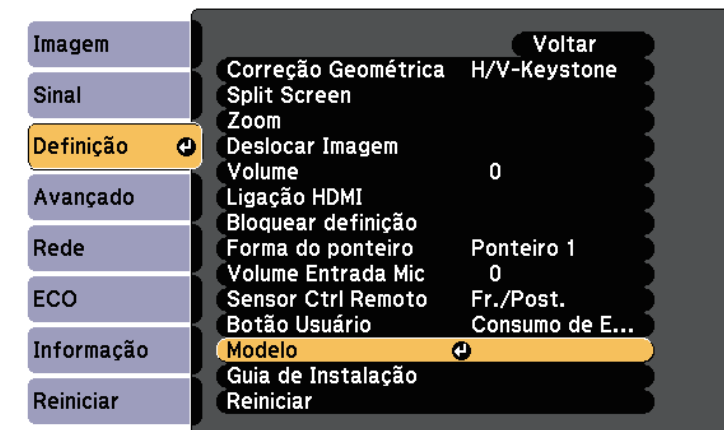 Imagem
Sinal
Definição
Avançado
Rede
ECO
Informação
Reiniciar
Voltar
Correção Geométrica H/V-Keystone
Split Screen
Zoom
Deslocar Imagem
Volume 0
Ligação HDMI
Bloquear definição
Forma do ponteiro Ponteiro 1
Volume Entrada Mic 0
Sensor Ctrl Remoto Fr./Post.
Botão Usuário Consumo de E...
Modelo
Guia de Instalação
Reiniciar